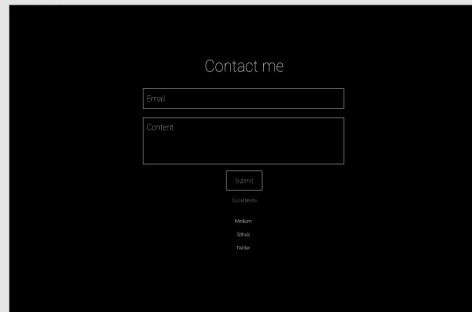 Contact me
Email
Content
Submit
Social Media
Medium
Github
Twitter